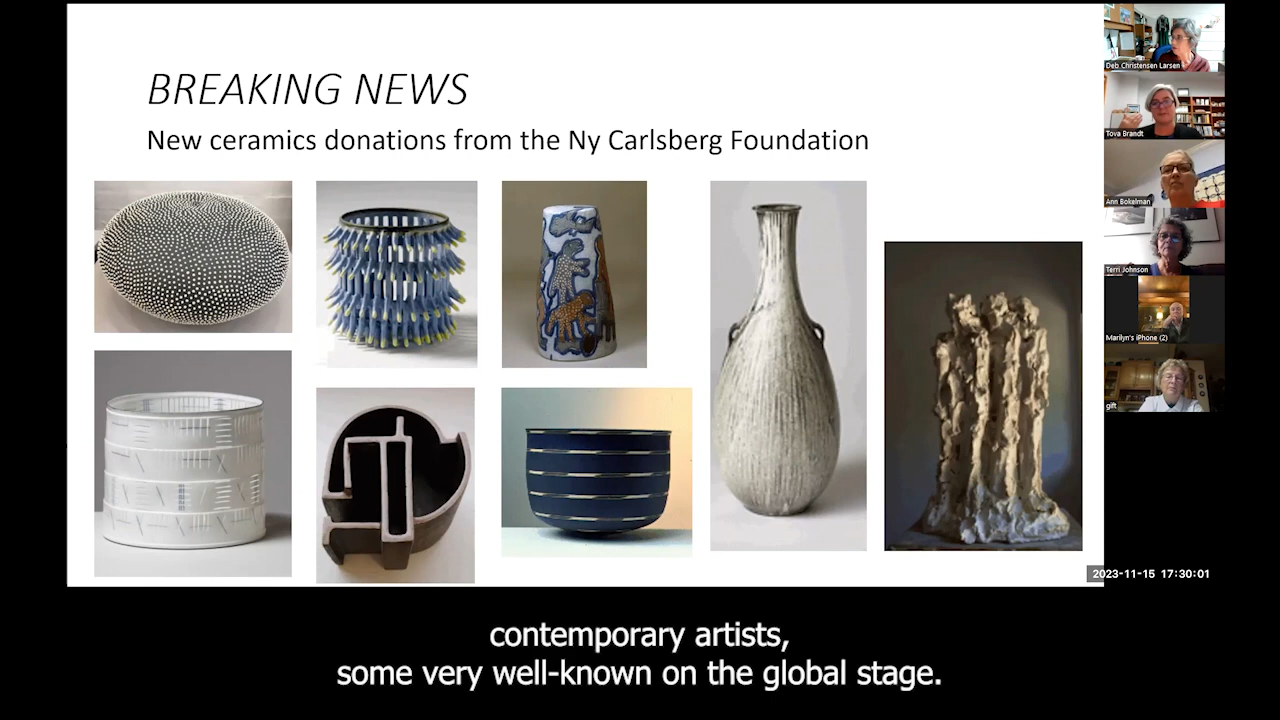 BREAKING NEWS
New ceramics donations from the Ny Carlsberg Foundation
Deb Christensen Larsen
Tova Brandt
Ann Bokelman
Terri Johnson
Marilyn's iPhone (2)
gift
2023-11-15 17:30:01
contemporary artists,
some very well-known on the global stage.